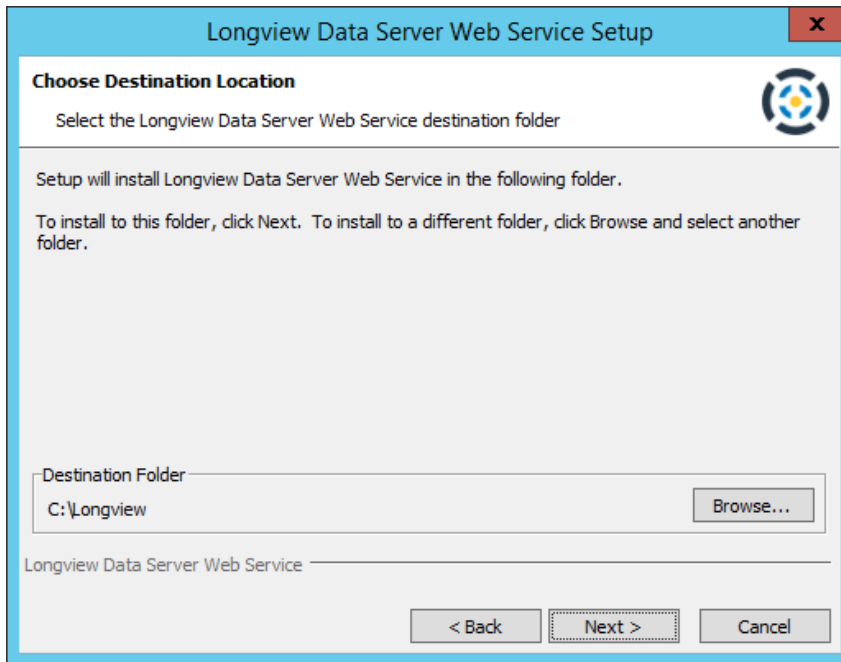 Longview Data Server Web Service Setup
x
Choose Destination Location
Select the Longview Data Server Web Service destination folder
Setup will install Longview Data Server Web Service in the following folder.
To install to this folder, click Next.  To install to a different folder, click Browse and select another
folder.
Destination Folder
C:\Longview
Browse...
Longview Data Server Web Service
< Back
Next >
Cancel